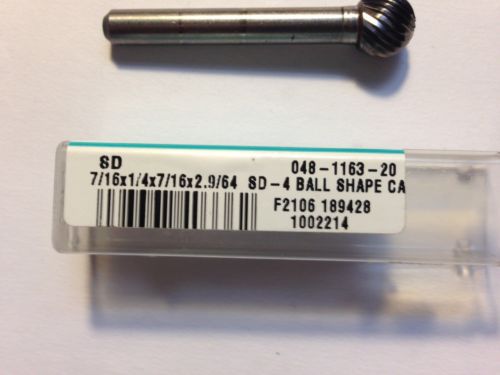 SD 048-1163-20
7/16x1/4x7/16x2.9/64 SD-4 BALL SHAPE CA
F2106 189428
1002214